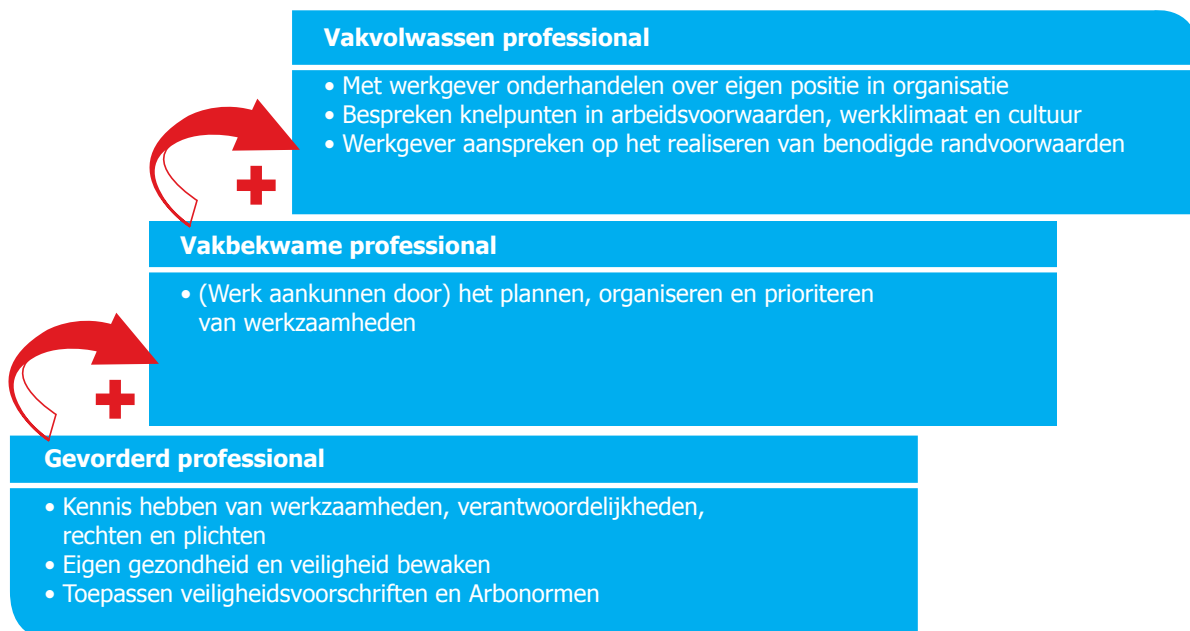 Vakvolwassen professional
• Met werkgever onderhandelen over eigen positie in organisatie
• Bespreken knelpunten in arbeidsvoorwaarden, werkklimaat en cultuur
• Werkgever aanspreken op het realiseren van benodigde randvoorwaarden
Vakbekwame professional
• (Werk aankunnen door) het plannen, organiseren en prioriteren
van werkzaamheden
Gevorderd professional
• Kennis hebben van werkzaamheden, verantwoordelijkheden,
rechten en plichten
• Eigen gezondheid en veiligheid bewaken
• Toepassen veiligheidsvoorschriften en Arbonormen